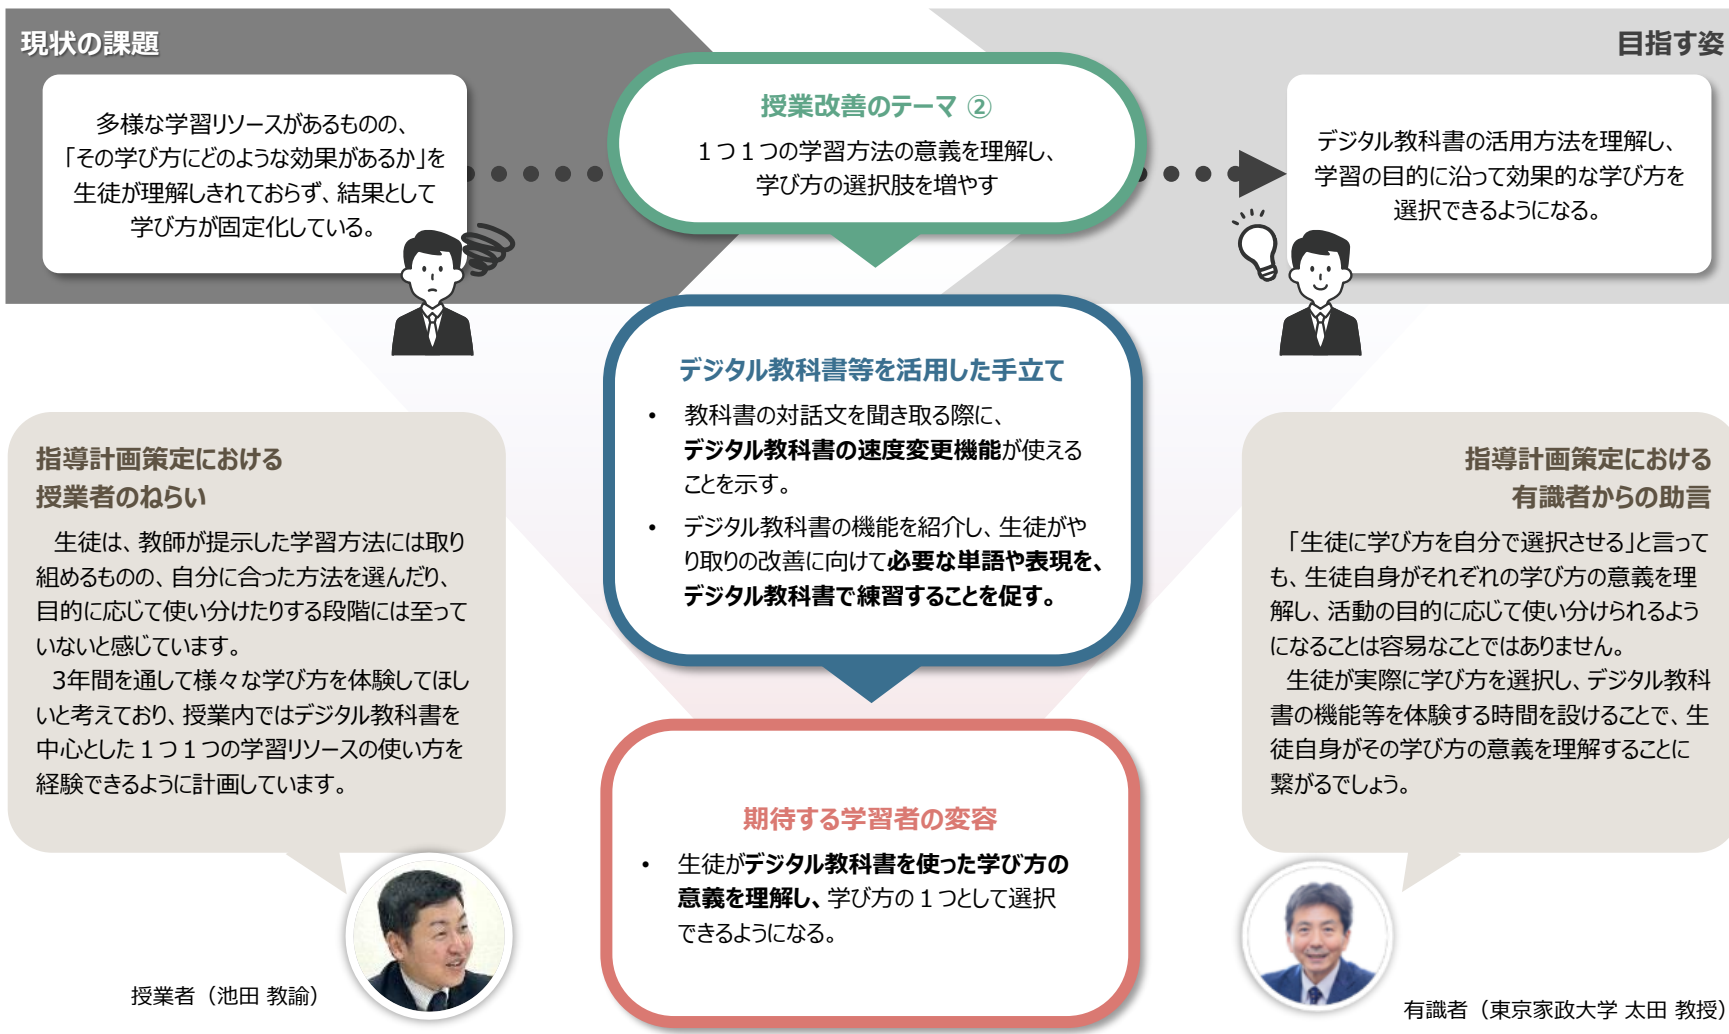 現状の課題
多様な学習リソースがあるものの、
「その学び方にどのような効果があるか」を
生徒が理解しきれておらず、結果として
学び方が固定化している。
授業改善のテーマ ②
１つ１つの学習方法の意義を理解し、
学び方の選択肢を増やす
目指す姿
デジタル教科書の活用方法を理解し、
学習の目的に沿って効果的な学び方を
選択できるようになる。
デジタル教科書等を活用した手立て
• 教科書の対話文を聞き取る際に、
デジタル教科書の速度変更機能が使える
ことを示す。
• デジタル教科書の機能を紹介し、生徒がや
り取りの改善に向けて必要な単語や表現を、
デジタル教科書で練習することを促す。
指導計画策定における
授業者のねらい
生徒は、教師が提示した学習方法には取り
組めるものの、自分に合った方法を選んだり、
目的に応じて使い分けたりする段階には至って
いないと感じています。
3年間を通して様々な学び方を体験してほし
いと考えており、授業内ではデジタル教科書を
中心とした１つ１つの学習リソースの使い方を
経験できるように計画しています。
授業者（池田 教諭）
期待する学習者の変容
• 生徒がデジタル教科書を使った学び方の
意義を理解し、学び方の１つとして選択
できるようになる。
指導計画策定における
有識者からの助言
「生徒に学び方を自分で選択させる」と言って
も、生徒自身がそれぞれの学び方の意義を理
解し、活動の目的に応じて使い分けられるよう
になることは容易なことではありません。
生徒が実際に学び方を選択し、デジタル教科
書の機能等を体験する時間を設けることで、生
徒自身がその学び方の意義を理解することに
繋がるでしょう。
有識者（東京家政大学 太田 教授）